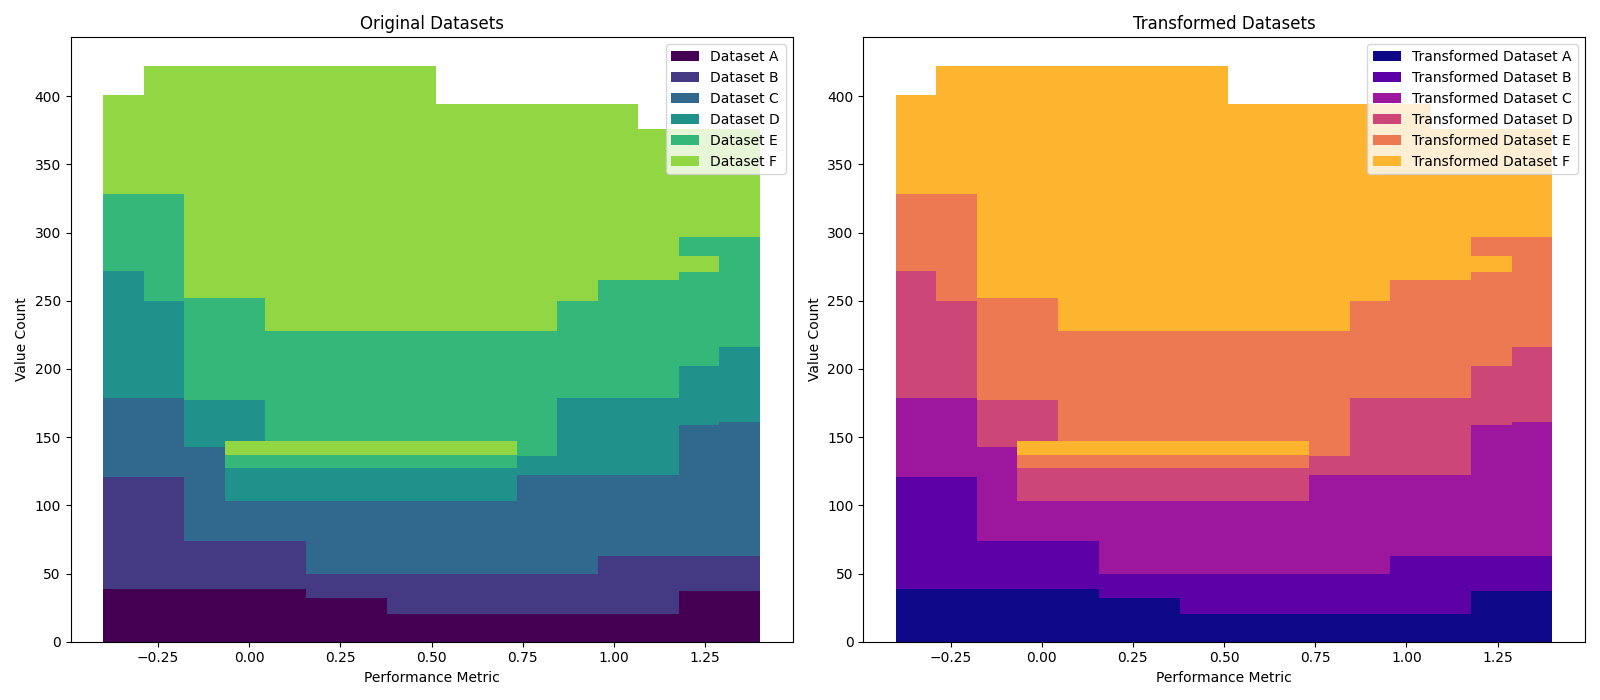 Original Datasets
Value Count
400
350
300
250
200
150
100
50
0
Dataset A
Dataset B
Dataset C
Dataset D
Dataset E
Dataset F
−0.25 0.00 0.25 0.50 0.75 1.00 1.25
Performance Metric
Transformed Datasets
Value Count
400
350
300
250
200
150
100
50
0
Transformed Dataset A
Transformed Dataset B
Transformed Dataset C
Transformed Dataset D
Transformed Dataset E
Transformed Dataset F
−0.25 0.00 0.25 0.50 0.75 1.00 1.25
Performance Metric